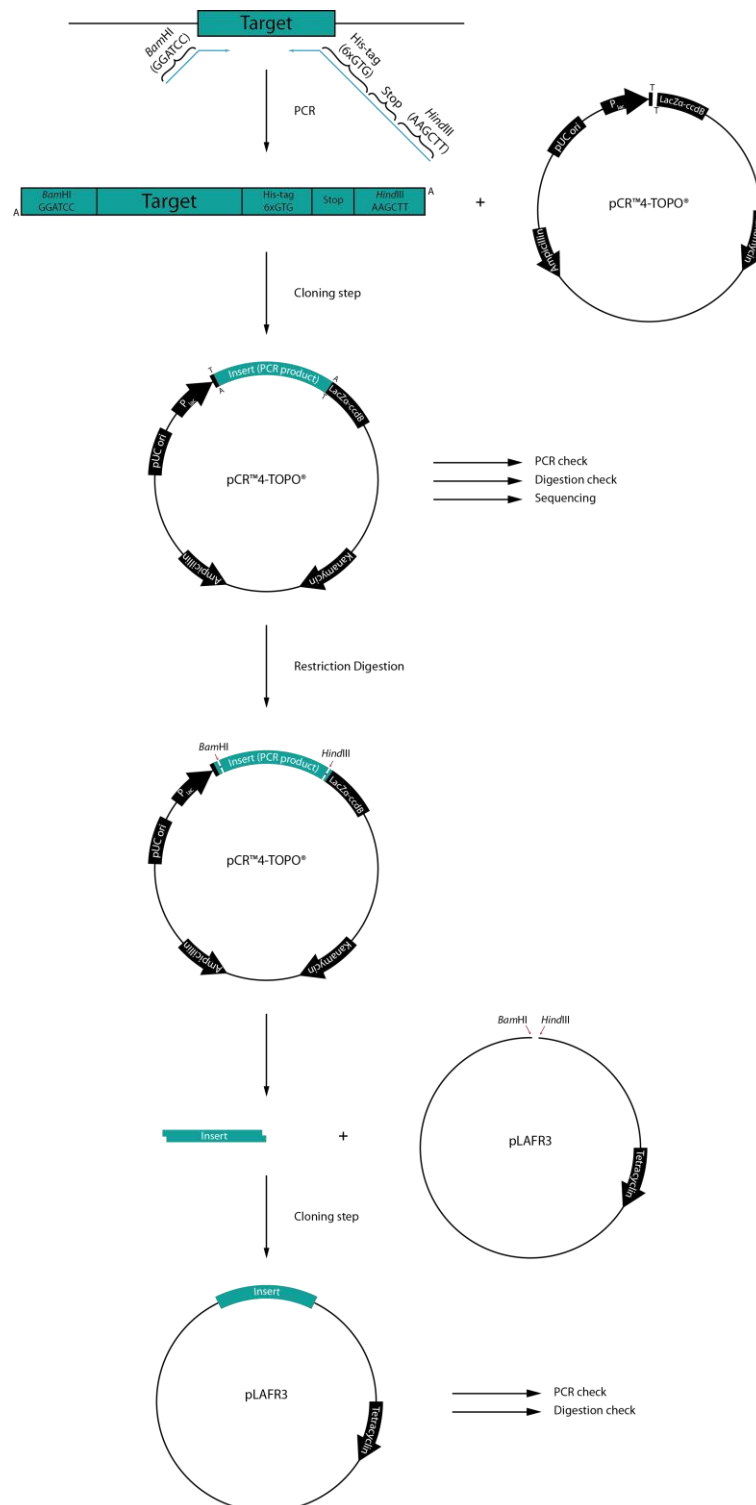 Target
BamHI
(GGATCC)
His-tag
(6xGTG)
Stop
HindIII
(AAGCTT)
PCR
T
T
Plac
LacZα-ccdB
pUC ori
pCR™4-TOPO®
Ampicillin
A
BamHI
GGATCC
Target
His-tag
6xGTG
Stop
HindIII
AAGCTT
A
+
Cloning step
T
A
Insert (PCR product)
A
LacZα-ccdB
pUC ori
pCR™4-TOPO®
Ampicillin
Kanamycin
PCR check
Digestion check
Sequencing
Restriction Digestion
BamHI
Insert (PCR product)
HindIII
Plac
LacZα-ccdB
pUC ori
pCR™4-TOPO®
Ampicillin
Kanamycin
BamHI HindIII
Insert
+
pLAFR3
Tetracyclin
Cloning step
Insert
pLAFR3
Tetracyclin
PCR check
Digestion check